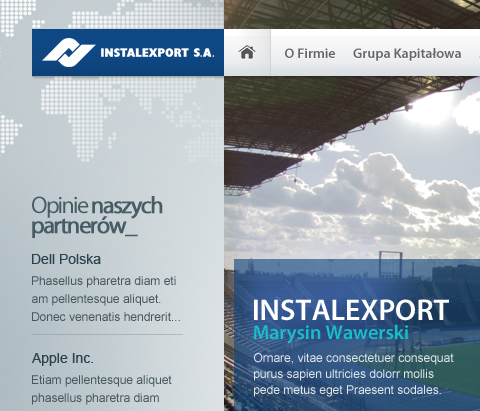 INSTALEXPORT S.A.
O Firmie
Grupa Kapitałowa
Opinie naszych
partnerów_
Dell Polska
Phasellus pharetra diam eti
am pellentesque aliquet.
Donec venenatis hendrerit...
Apple Inc.
Etiam pellentesque aliquet
phasellus pharetra diam
INSTALEXPORT
Marysin Wawerski
Ornare, vitae consectetuer consequat
purus sapien ultricies dolorr mollis
pede metus eget Praesent sodales.